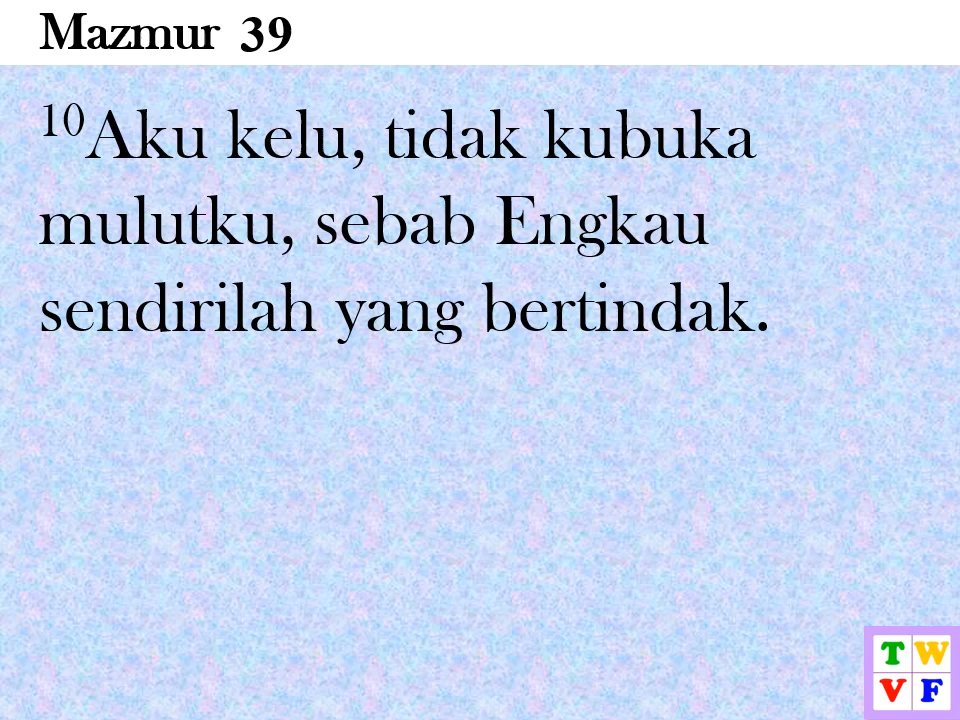 Mazmur 39
10Aku kelu, tidak kubuka
mulutku, sebab Engkau
sendirilah yang bertindak.
T W
V F